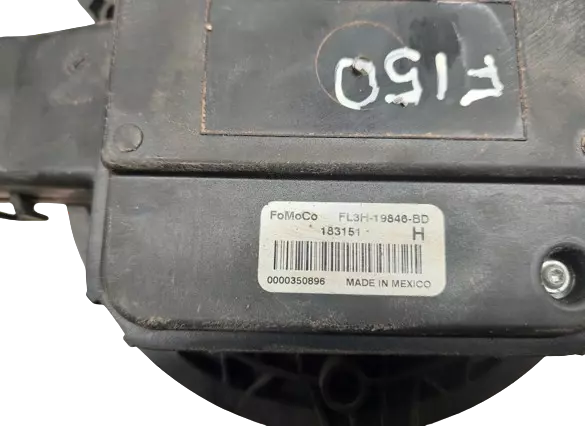 F150
FoMoCo FL3H-19846-BD
183151 H
0000350896 MADE IN MEXICO